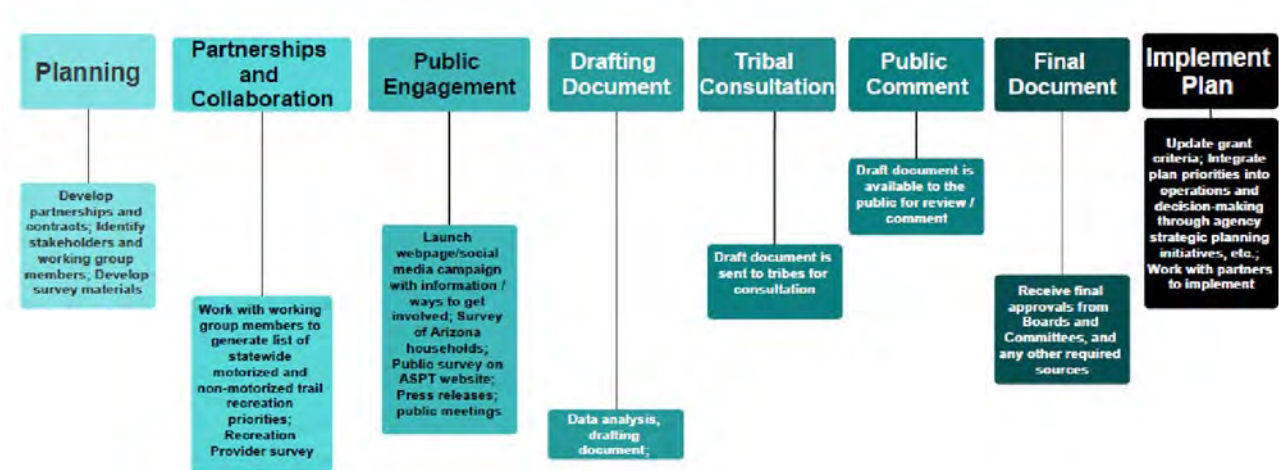 Planning
Develop
partnerships and
contracts; Identify
stakeholders and
working group
members; Develop
survey materials
Partnerships
and
Collaboration
Work with working
group members to
generate list of
statewide
motorized and
non-motorized trail
recreation
priorities;
Recreation
Provider survey
Public
Engagement
Launch
webpage/social
media campaign
with information /
ways to get
involved; Survey
of Arizona
households;
Public survey on
ASPT website;
Press releases;
public meetings
Drafting
Document
Data analysis,
drafting
document;
Tribal
Consultation
Draft document is
sent to tribes for
consultation
Public
Comment
Draft document is
available to the
public for review /
comment
Final
Document
Receive final
approvals from
Boards and
Committees, and
any other required
sources
Implement
Plan
Update grant
criteria; Integrate
plan priorities into
operations and
decision-making
through agency
strategic planning
initiatives, etc.;
Work with partners
to implement